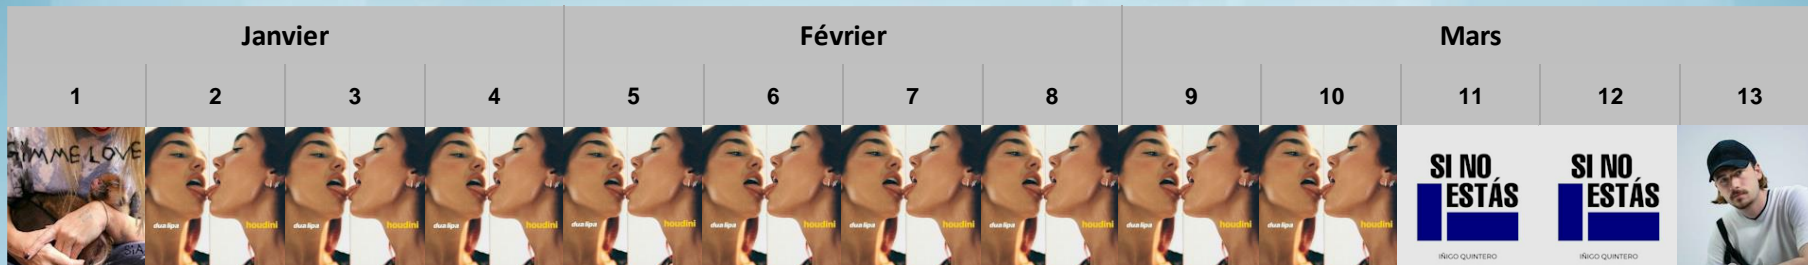 Janvier Février Mars
1 2 3 4 5 6 7 8 9 10 11 12 13
GIMME LOVE
SIA
dua lipa houdini
dua lipa houdini
dua lipa houdini
dua lipa houdini
dua lipa houdini
dua lipa houdini
dua lipa houdini
dua lipa houdini
dua lipa houdini
SI NO
ESTÁS
IÑIGO QUINTERO
SI NO
ESTÁS
IÑIGO QUINTERO